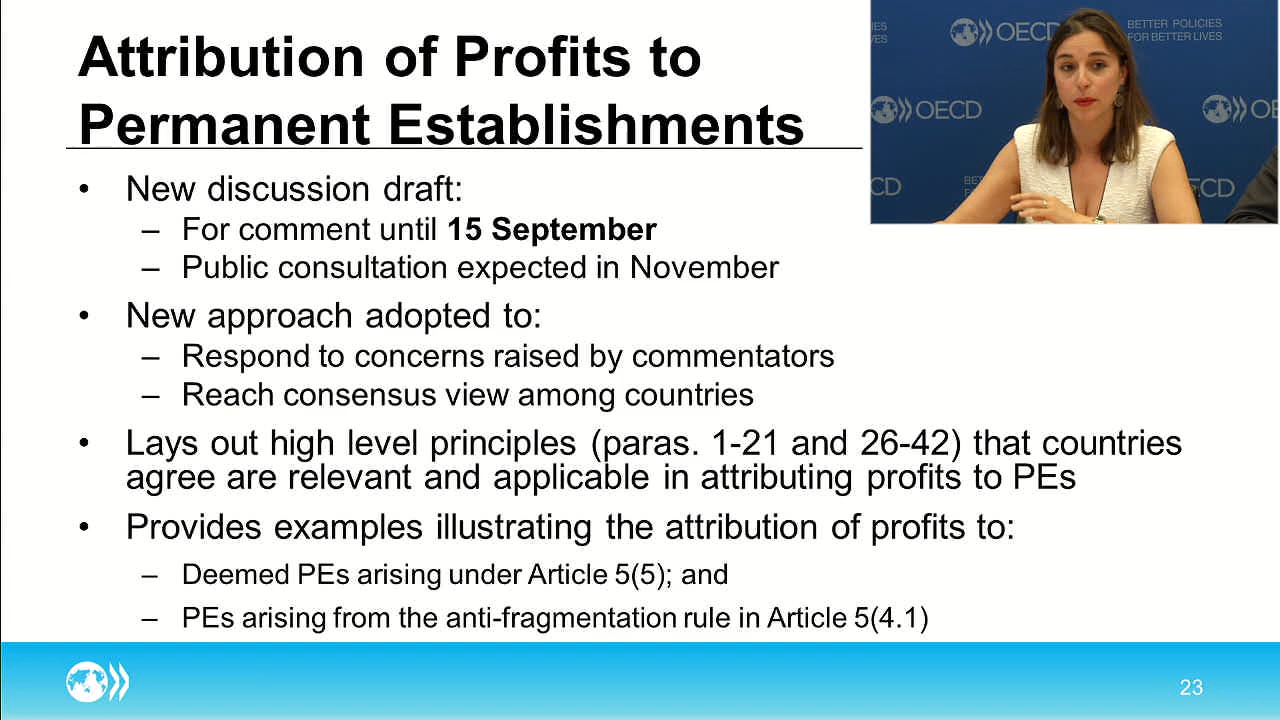 Attribution of Profits to
Permanent Establishments
• New discussion draft:
– For comment until 15 September
– Public consultation expected in November
• New approach adopted to:
– Respond to concerns raised by commentators
– Reach consensus view among countries
• Lays out high level principles (paras. 1-21 and 26-42) that countries
agree are relevant and applicable in attributing profits to PEs
• Provides examples illustrating the attribution of profits to:
– Deemed PEs arising under Article 5(5); and
– PEs arising from the anti-fragmentation rule in Article 5(4.1)
23
OECD
BETTER POLICIES
FOR BETTER LIVES
OECD